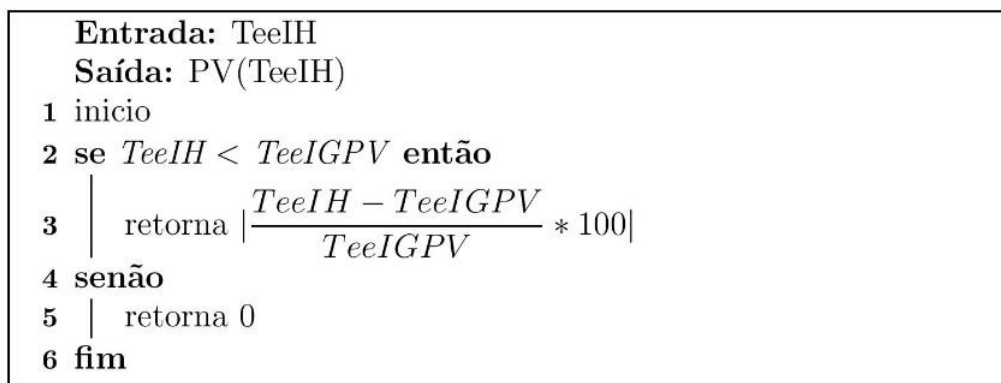 Entrada: TeeIH
Saída: PV(TeeIH)
1 inicio
2 se TeeIH < TeeIGPV então
3 retorna |\frac{TeeIH − TeeIGPV}{TeeIGPV} ∗ 100|
4 senão
5 retorna 0
6 fim